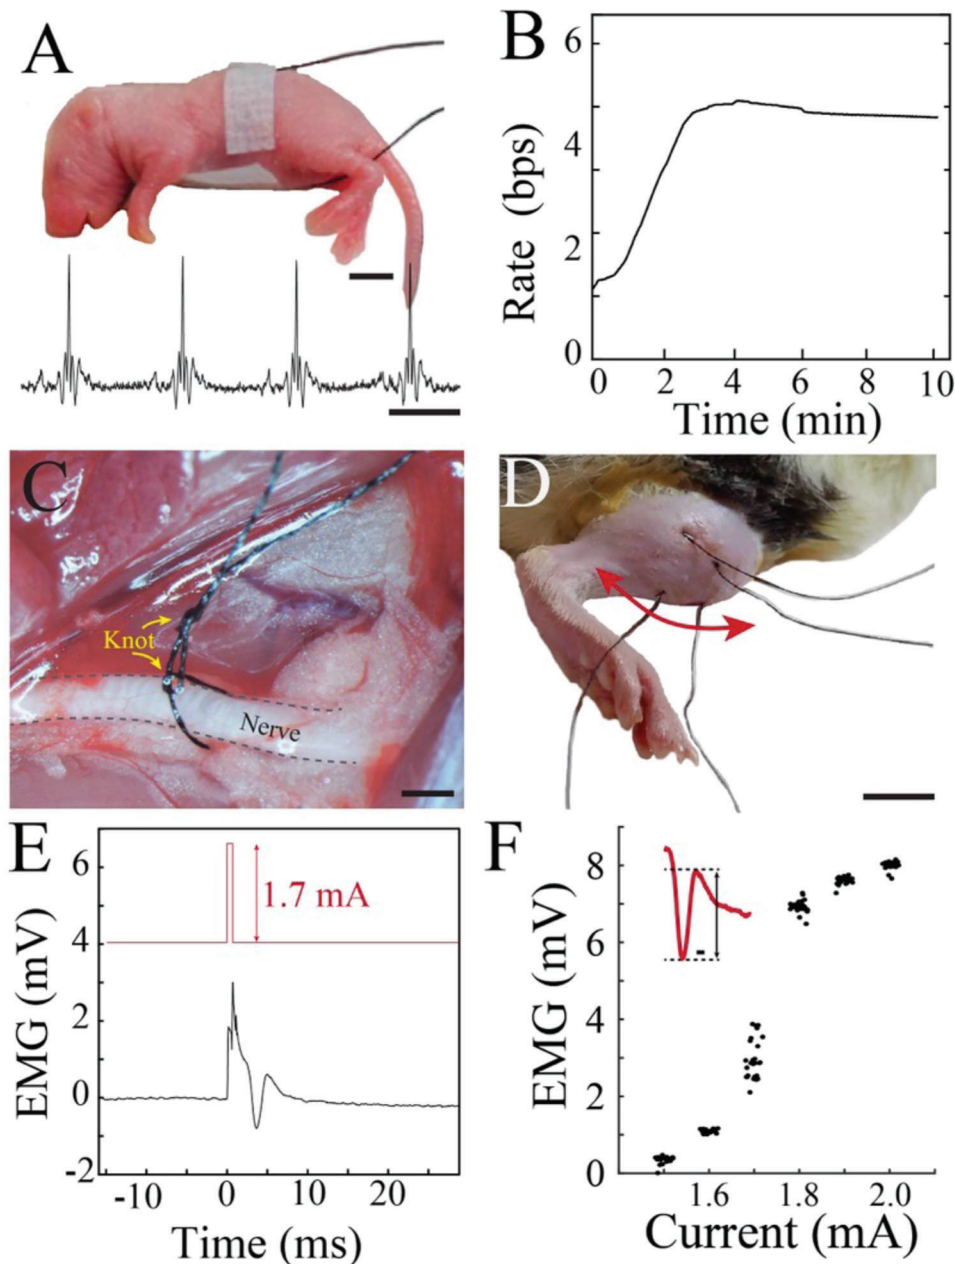 A
B
6
4
2
0
Rate (bps)
0 2 4 6 8 10
Time (min)
C
Knot
Nerve
D
E
6
4
2
0
-2
EMG (mV)
1.7 mA
-10 0 10 20
Time (ms)
F
8
6
4
2
0
EMG (mV)
1.6 1.8 2.0
Current (mA)